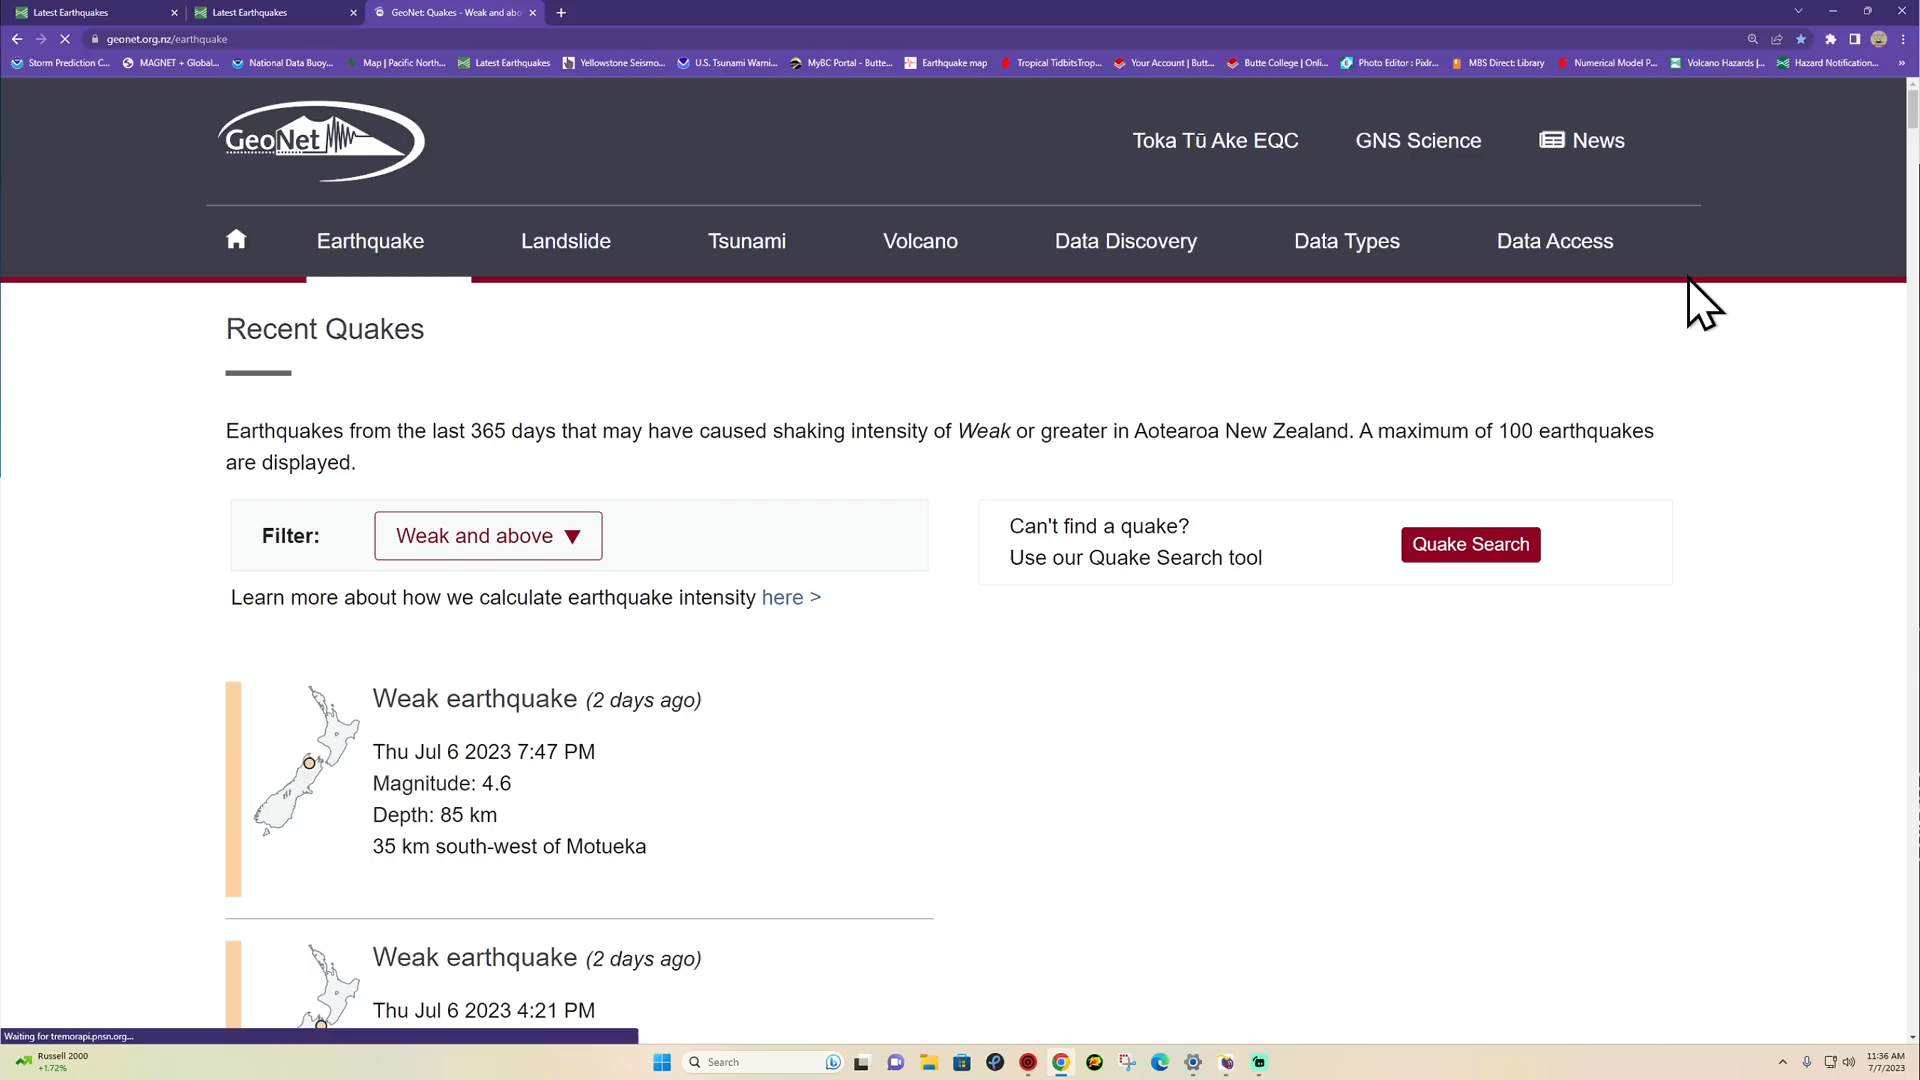 Latest Earthquakes
Latest Earthquakes
GeoNet: Quakes - Weak and abo
geonet.org.nz/earthquake
Storm Prediction C...
MAGNET + Global...
National Data Buoy...
Map | Pacific North...
Latest Earthquakes
Yellowstone Seismo...
U.S. Tsunami Warni...
MyBC Portal - Butte...
Earthquake map
Tropical TidbitsTrop...
Your Account | Butt...
Butte College | Onli...
Photo Editor : Pixlr...
MBS Direct: Library
Numerical Model P...
Volcano Hazards |...
Hazard Notification...
GeoNet
Toka Tū Ake EQC
GNS Science
News
Earthquake
Landslide
Tsunami
Volcano
Data Discovery
Data Types
Data Access
Recent Quakes
Earthquakes from the last 365 days that may have caused shaking intensity of Weak or greater in Aotearoa New Zealand. A maximum of 100 earthquakes
are displayed.
Filter:
Weak and above ▼
Can't find a quake?
Use our Quake Search tool
Quake Search
Learn more about how we calculate earthquake intensity here >
Weak earthquake (2 days ago)
Thu Jul 6 2023 7:47 PM
Magnitude: 4.6
Depth: 85 km
35 km south-west of Motueka
Weak earthquake (2 days ago)
Thu Jul 6 2023 4:21 PM
Waiting for tremorapi.pnsn.org...
Russell 2000
+1.72%
Search
11:36 AM
7/7/2023